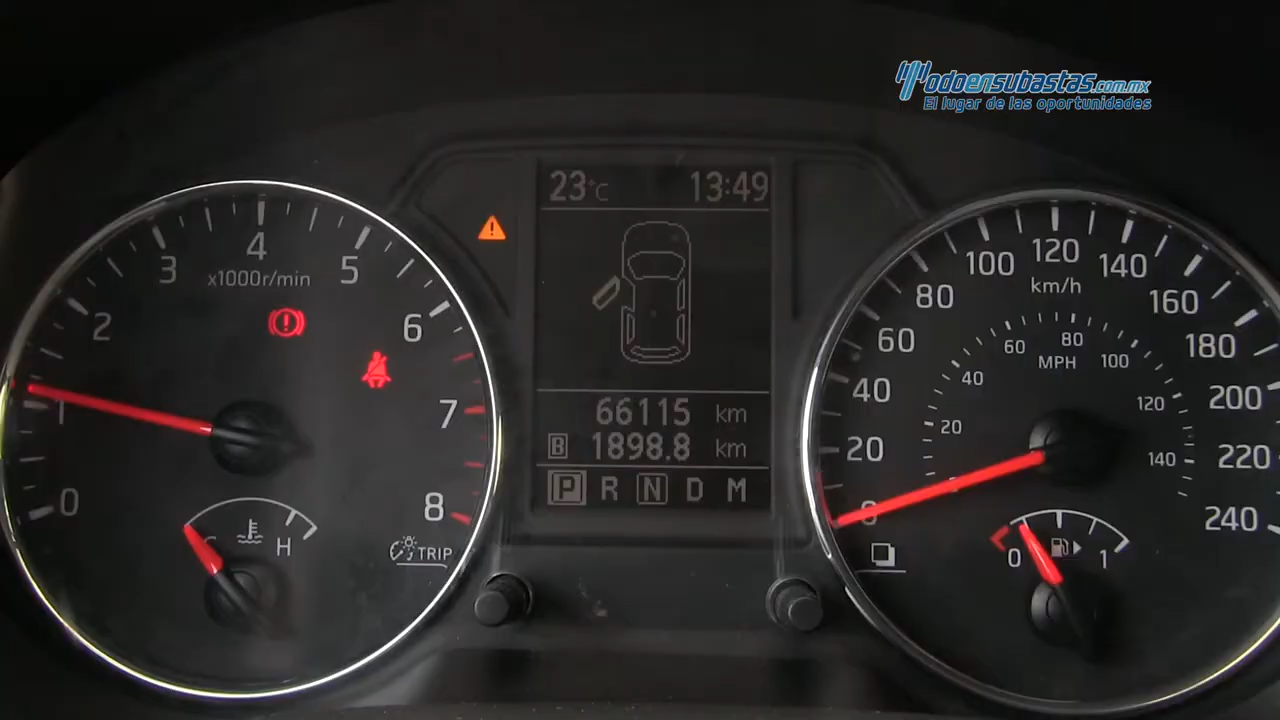 Todoensubastas.com.mx
El lugar de las oportunidades
23°C 13:49
66115 km
B 1898.8 km
P R N D M
0 1 2 3 4 5 6 7 8
x1000r/min
C H
TRIP
0 20 40 60 80 100 120 140 160 180 200 220 240
km/h
20 40 60 80 100 120 140
MPH
0 1